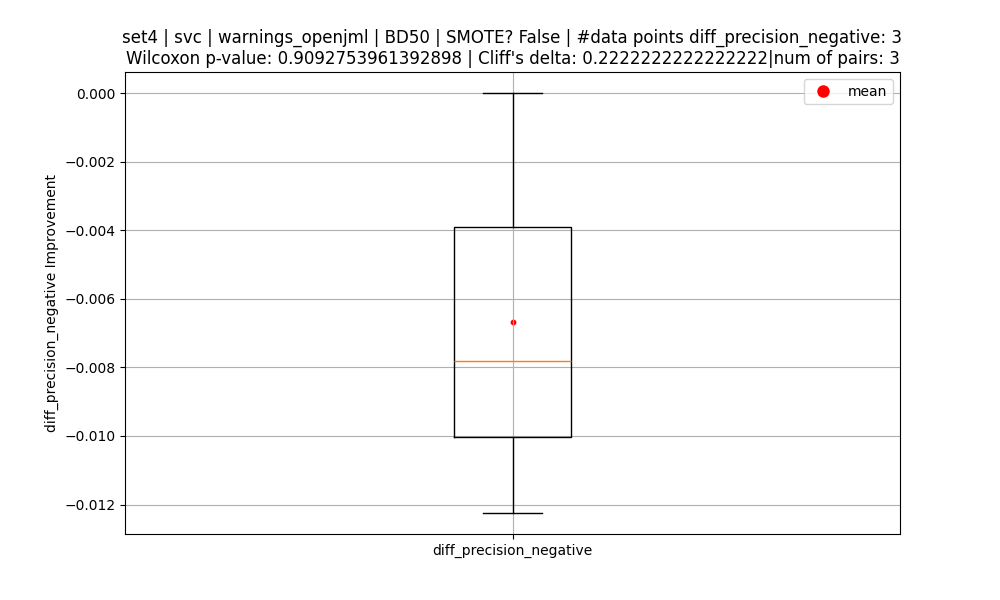 set4 | svc | warnings_openjml | BD50 | SMOTE? False | #data points diff_precision_negative: 3
Wilcoxon p-value: 0.9092753961392898 | Cliff's delta: 0.2222222222222222|num of pairs: 3
mean
0.000
−0.002
−0.004
−0.006
−0.008
−0.010
−0.012
diff_precision_negative Improvement
diff_precision_negative